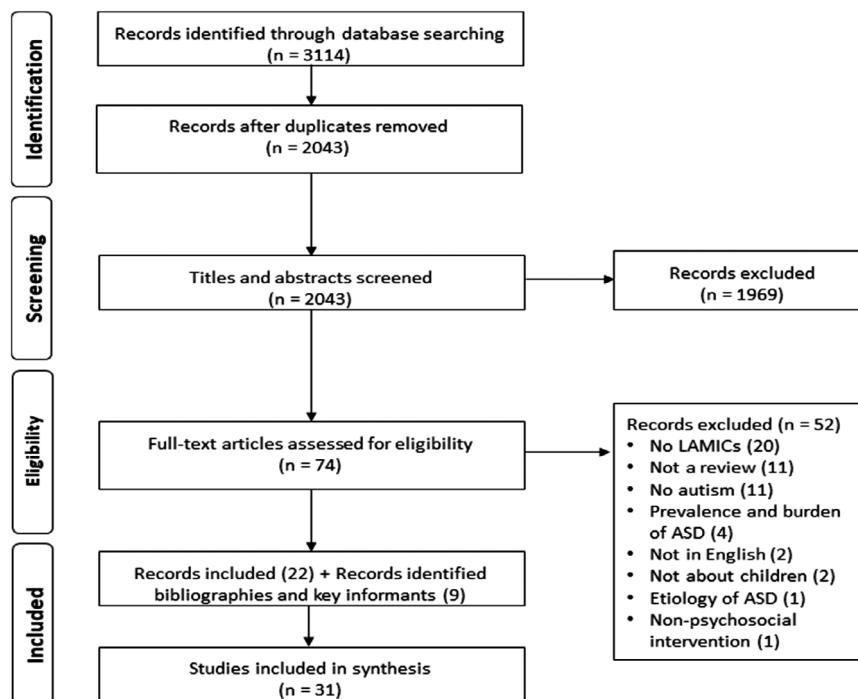 Identification
Records identified through database searching
(n = 3114)
Records after duplicates removed
(n = 2043)
Screening
Titles and abstracts screened
(n = 2043)
Records excluded
(n = 1969)
Eligibility
Full-text articles assessed for eligibility
(n = 74)
Records excluded (n = 52)
• No LAMICs (20)
• Not a review (11)
• No autism (11)
• Prevalence and burden
of ASD (4)
• Not in English (2)
• Not about children (2)
• Etiology of ASD (1)
• Non-psychosocial
intervention (1)
Included
Records included (22) + Records identified
bibliographies and key informants (9)
Studies included in synthesis
(n = 31)